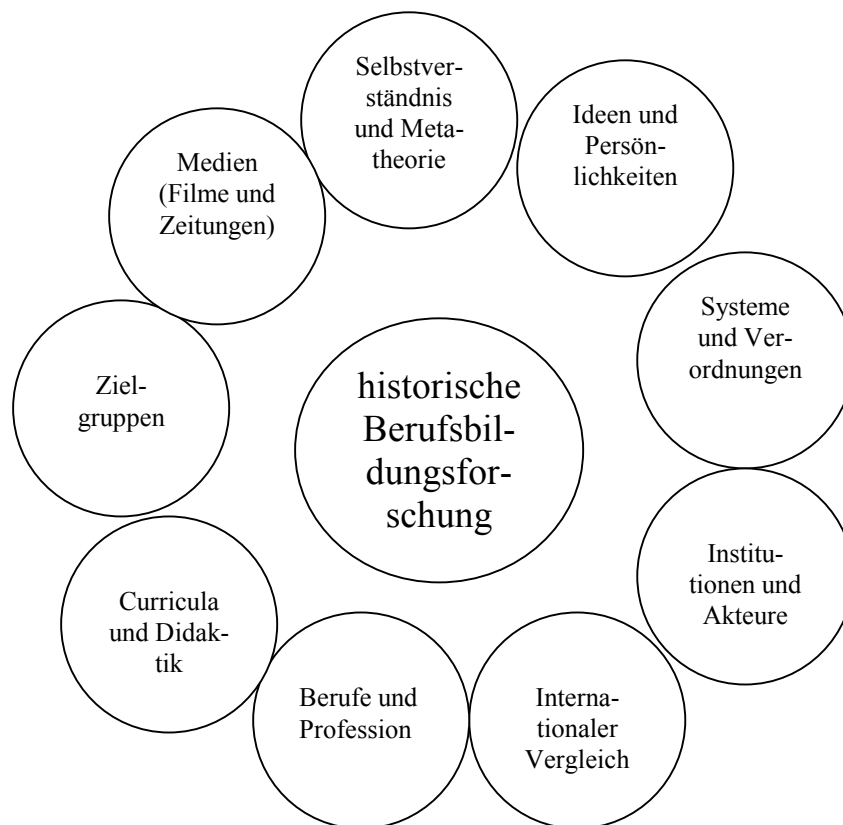 Selbstver-
ständnis
und Meta-
theorie
Ideen und
Persön-
lichkeiten
Medien
(Filme und
Zeitungen)
Systeme
und Ver-
ordnungen
Ziel-
gruppen
historische
Berufsbil-
dungsfor-
schung
Institu-
tionen und
Akteure
Curricula
und Didak-
tik
Berufe und
Profession
Interna-
tionaler
Vergleich